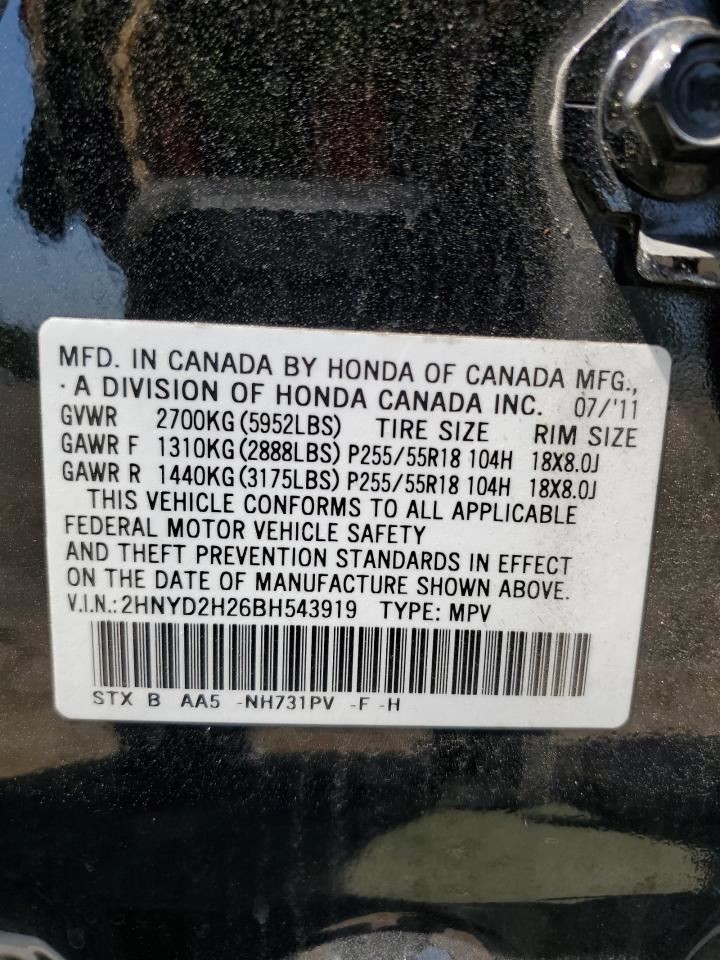 MFD. IN CANADA BY HONDA OF CANADA MFG.,
· A DIVISION OF HONDA CANADA INC. 07/'11
GVWR 2700KG(5952LBS) TIRE SIZE RIM SIZE
GAWR F 1310KG(2888LBS) P255/55R18 104H 18X8.0J
GAWR R 1440KG(3175LBS) P255/55R18 104H 18X8.0J
THIS VEHICLE CONFORMS TO ALL APPLICABLE
FEDERAL MOTOR VEHICLE SAFETY
AND THEFT PREVENTION STANDARDS IN EFFECT
ON THE DATE OF MANUFACTURE SHOWN ABOVE.
V.I.N.:2HNYD2H26BH543919 TYPE: MPV
STX B AA5 -NH731PV -F -H